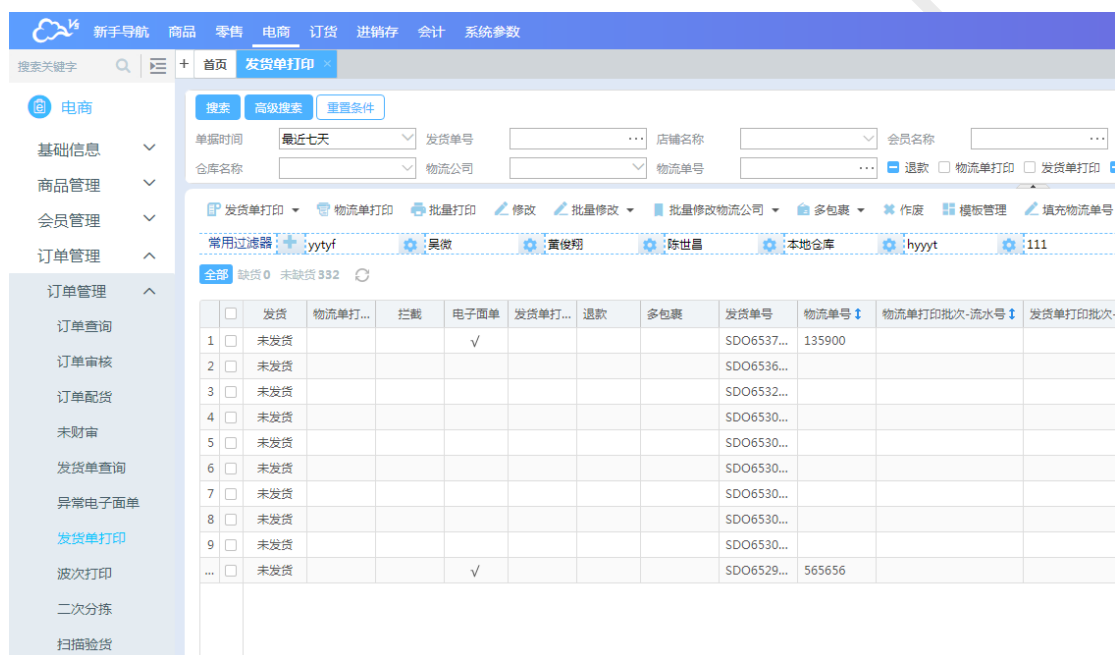 V5 新手导航 商品 零售 电商 订货 进销存 会计 系统参数
搜索关键字 + 首页 发货单打印 ×
电商
基础信息
商品管理
会员管理
订单管理
订单管理
订单查询
订单审核
订单配货
未财审
发货单查询
异常电子面单
发货单打印
波次打印
二次分拣
扫描验货
搜索 高级搜索 重置条件
单据时间 最近七天 发货单号 ... 店铺名称 会员名称 ...
仓库名称 物流公司 物流单号 ... 退款 物流单打印 发货单打印
发货单打印 物流单打印 批量打印 修改 批量修改 批量修改物流公司 多包裹 作废 模板管理 填充物流单号
常用过滤器 yytyf 吴微 黄俊翔 陈世昌 本地仓库 hyyyt 111
全部 缺货 0 未缺货 332
发货 物流单打... 拦截 电子面单 发货单打... 退款 多包裹 发货单号 物流单号 物流单打印批次-流水号 发货单打印批次-
1 未发货 √ SDO6537... 135900
2 未发货 SDO6536...
3 未发货 SDO6532...
4 未发货 SDO6530...
5 未发货 SDO6530...
6 未发货 SDO6530...
7 未发货 SDO6530...
8 未发货 SDO6530...
9 未发货 SDO6530...
... 未发货 √ SDO6529... 565656